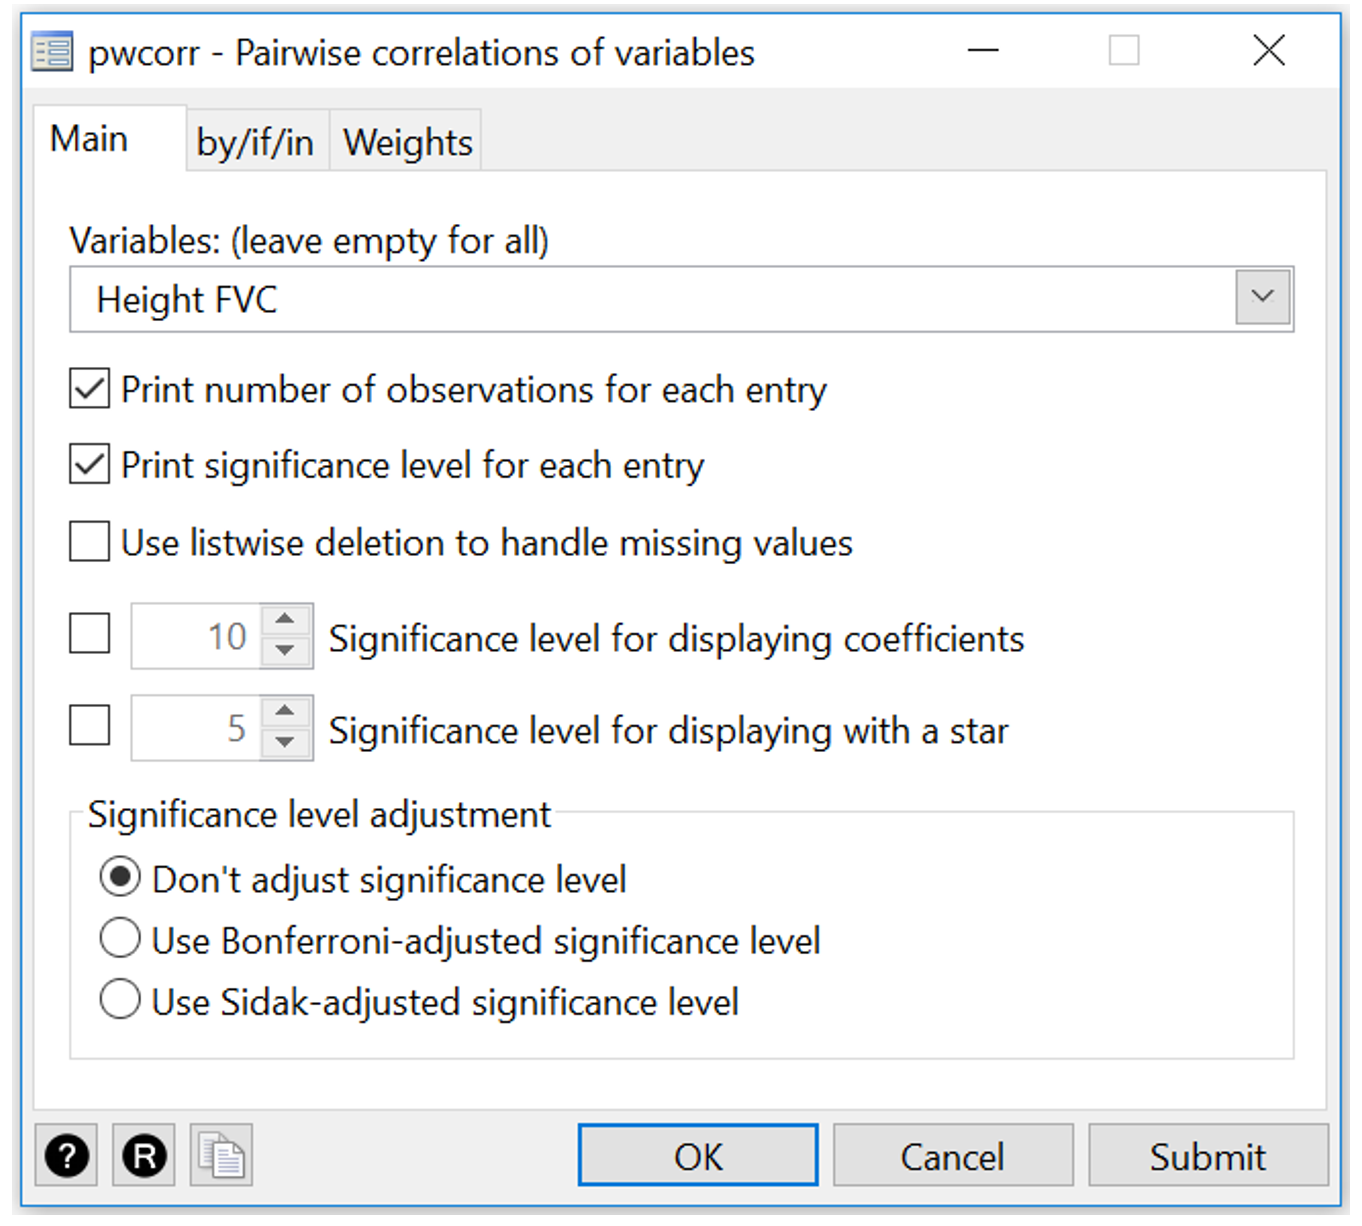 pwcorr - Pairwise correlations of variables
Main by/if/in Weights
Variables: (leave empty for all)
Height FVC
Print number of observations for each entry
Print significance level for each entry
Use listwise deletion to handle missing values
10 Significance level for displaying coefficients
5 Significance level for displaying with a star
Significance level adjustment
Don't adjust significance level
Use Bonferroni-adjusted significance level
Use Sidak-adjusted significance level
? R OK Cancel Submit